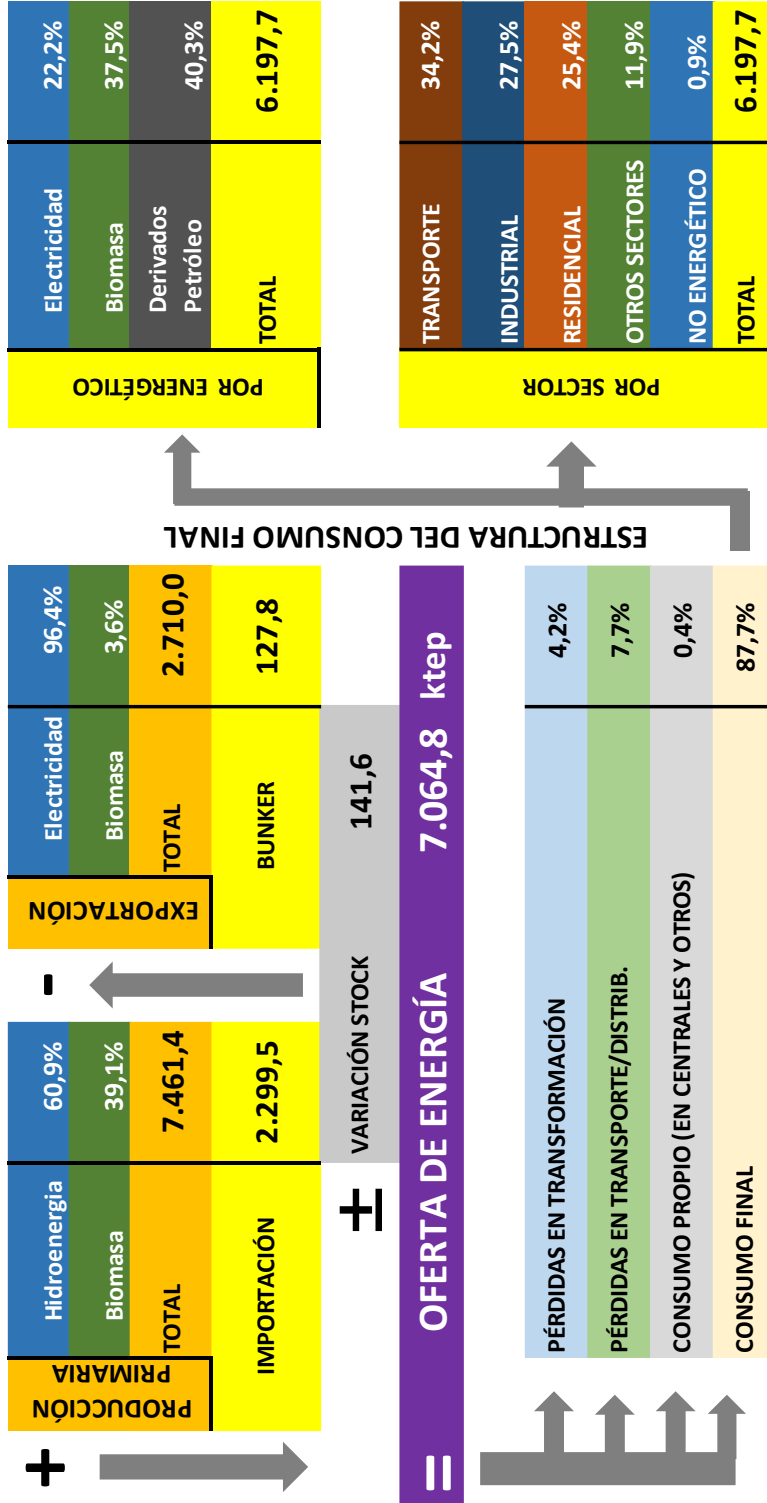 +
PRODUCCIÓN
PRIMARIA
Hidroenergia 60,9%
Biomasa 39,1%
TOTAL 7.461,4
IMPORTACIÓN 2.299,5
-
EXPORTACIÓN
Electricidad 96,4%
Biomasa 3,6%
TOTAL 2.710,0
BUNKER 127,8
±
VARIACIÓN STOCK 141,6
= OFERTA DE ENERGÍA 7.064,8 ktep
PÉRDIDAS EN TRANSFORMACIÓN 4,2%
PÉRDIDAS EN TRANSPORTE/DISTRIB. 7,7%
CONSUMO PROPIO (EN CENTRALES Y OTROS) 0,4%
CONSUMO FINAL 87,7%
ESTRUCTURA DEL CONSUMO FINAL
POR ENERGÉTICO
Electricidad 22,2%
Biomasa 37,5%
Derivados
Petróleo 40,3%
TOTAL 6.197,7
POR SECTOR
TRANSPORTE 34,2%
INDUSTRIAL 27,5%
RESIDENCIAL 25,4%
OTROS SECTORES 11,9%
NO ENERGÉTICO 0,9%
TOTAL 6.197,7